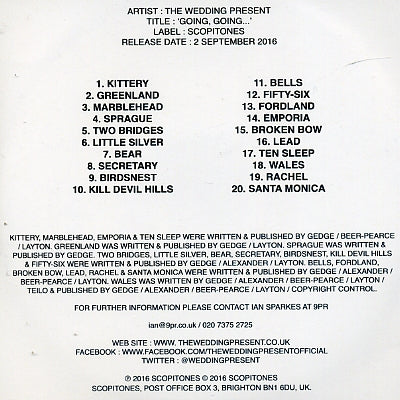 ARTIST : THE WEDDING PRESENT
TITLE : 'GOING, GOING...'
LABEL : SCOPITONES
RELEASE DATE : 2 SEPTEMBER 2016
1. KITTERY
2. GREENLAND
3. MARBLEHEAD
4. SPRAGUE
5. TWO BRIDGES
6. LITTLE SILVER
7. BEAR
8. SECRETARY
9. BIRDSNEST
10. KILL DEVIL HILLS
11. BELLS
12. FIFTY-SIX
13. FORDLAND
14. EMPORIA
15. BROKEN BOW
16. LEAD
17. TEN SLEEP
18. WALES
19. RACHEL
20. SANTA MONICA
KITTERY, MARBLEHEAD, EMPORIA & TEN SLEEP WERE WRITTEN & PUBLISHED BY GEDGE / BEER-PEARCE
/ LAYTON. GREENLAND WAS WRITTEN & PUBLISHED BY GEDGE / LAYTON. SPRAGUE WAS WRITTEN &
PUBLISHED BY GEDGE. TWO BRIDGES, LITTLE SILVER, BEAR, SECRETARY, BIRDSNEST, KILL DEVIL HILLS
& FIFTY-SIX WERE WRITTEN & PUBLISHED BY GEDGE / ALEXANDER / LAYTON. BELLS, FORDLAND,
BROKEN BOW, LEAD, RACHEL & SANTA MONICA WERE WRITTEN & PUBLISHED BY GEDGE / ALEXANDER /
BEER-PEARCE / LAYTON. WALES WAS WRITTEN BY GEDGE / ALEXANDER / BEER-PEARCE / LAYTON /
TEILO & PUBLISHED BY GEDGE / ALEXANDER / BEER-PEARCE / LAYTON / COPYRIGHT CONTROL.
FOR FURTHER INFORMATION PLEASE CONTACT IAN SPARKES AT 9PR
ian@9pr.co.uk / 020 7375 2725
WEB SITE : WWW.THEWEDDINGPRESENT.CO.UK
FACEBOOK : WWW.FACEBOOK.COM/THEWEDDINGPRESENTOFFICIAL
TWITTER : @WEDDINGPRESENT
℗ 2016 SCOPITONES © 2016 SCOPITONES
SCOPITONES, POST OFFICE BOX 3, BRIGHTON BN1 6DU, UK.